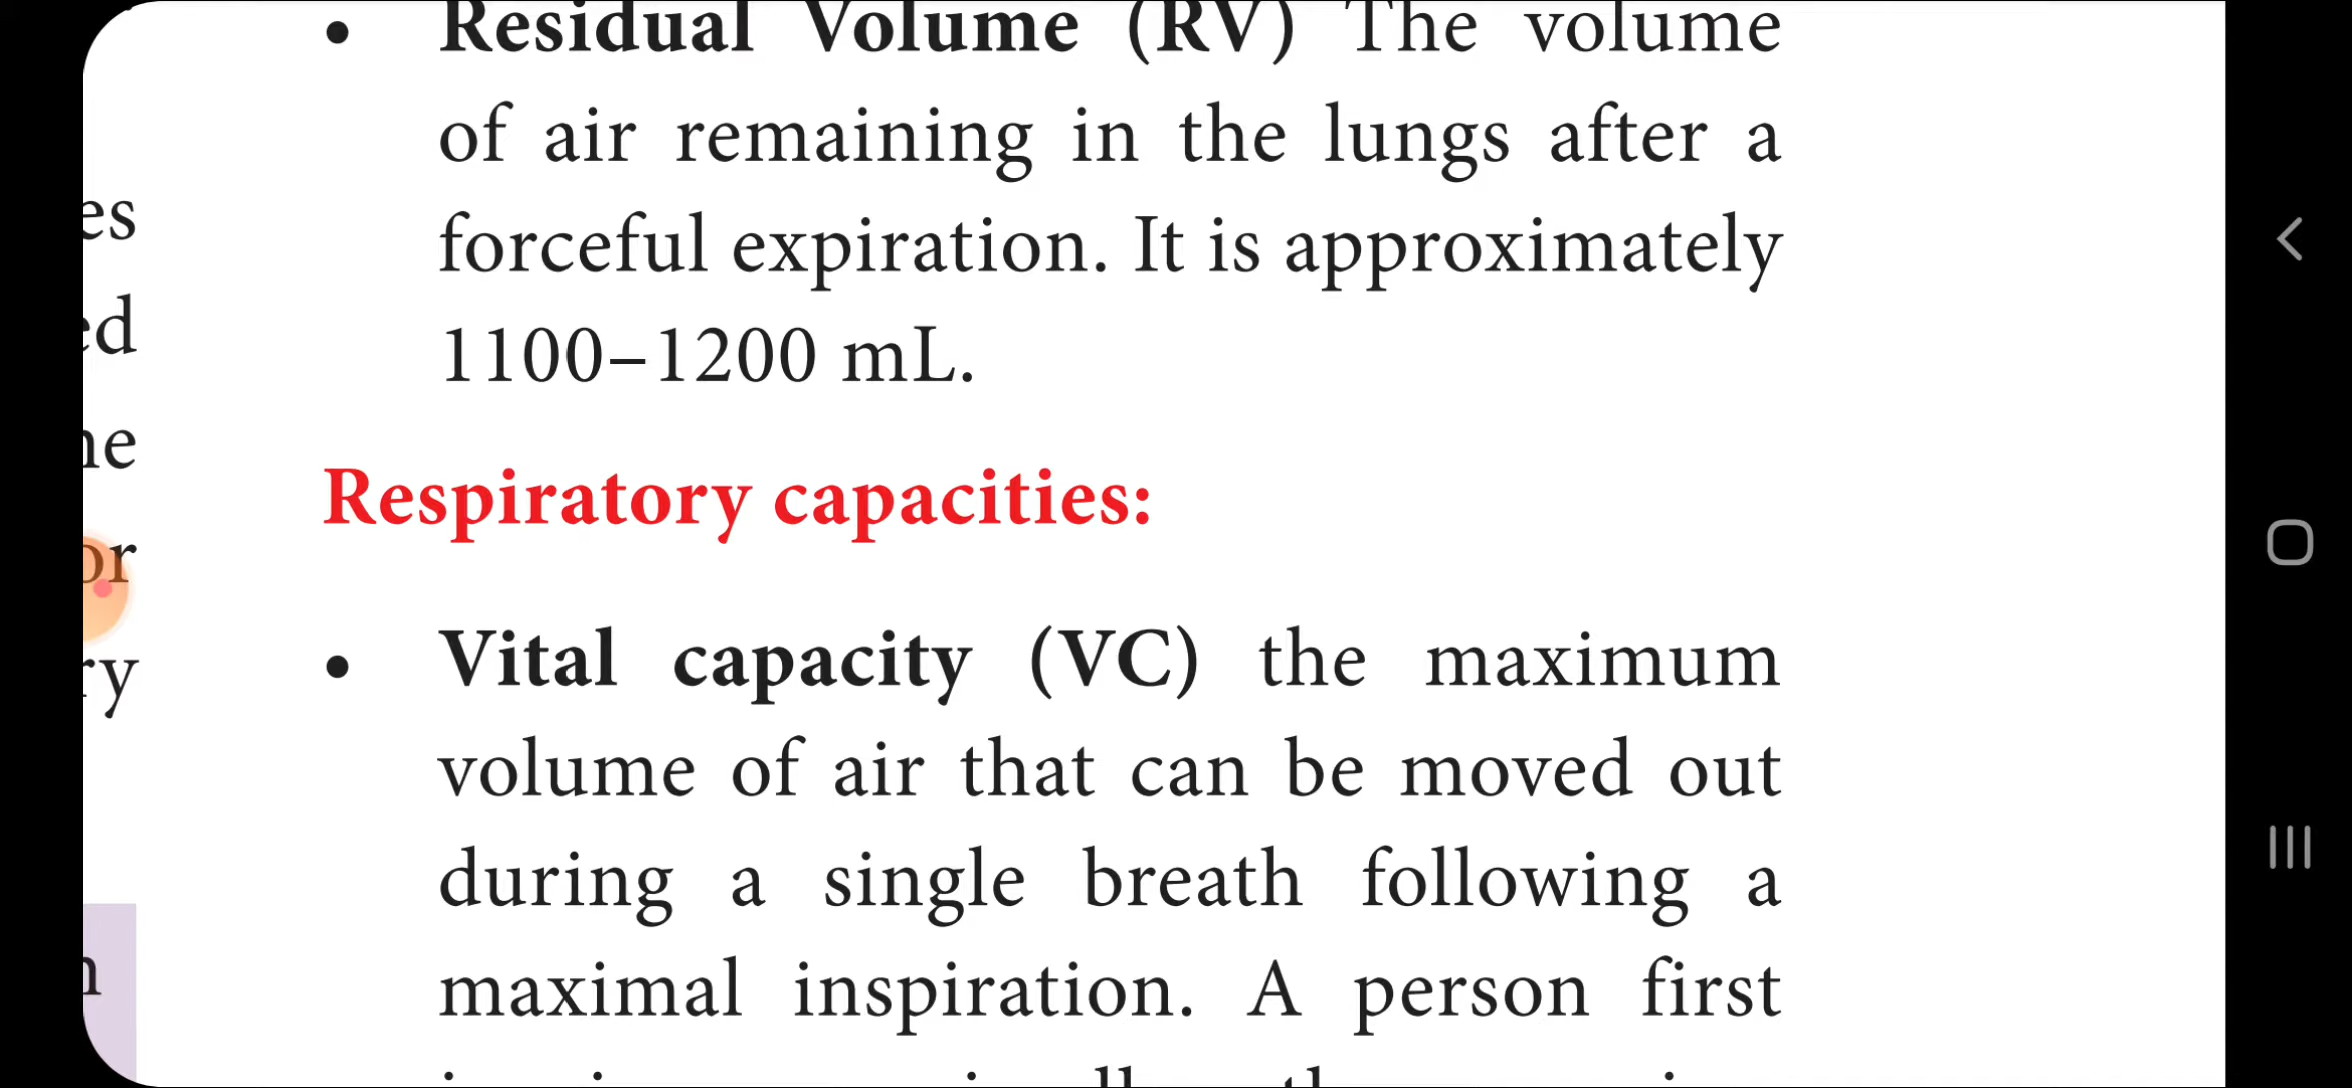 • Residual Volume (RV) The volume
of air remaining in the lungs after a
forceful expiration. It is approximately
1100–1200 mL.
Respiratory capacities:
• Vital capacity (VC) the maximum
volume of air that can be moved out
during a single breath following a
maximal inspiration. A person first